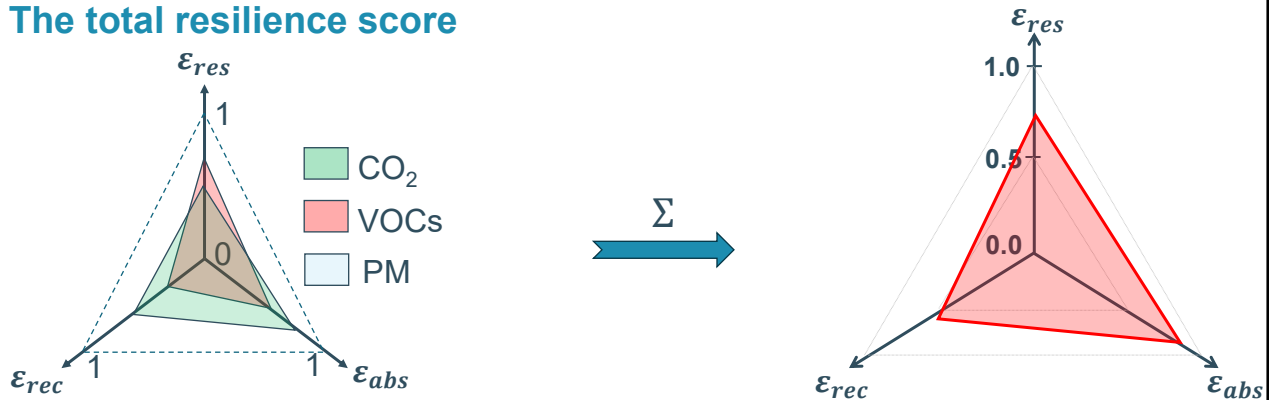 The total resilience score
ε_res
1
0
1
1
ε_rec
ε_abs
CO₂
VOCs
PM
Σ
ε_res
1.0
0.5
0.0
ε_rec
ε_abs